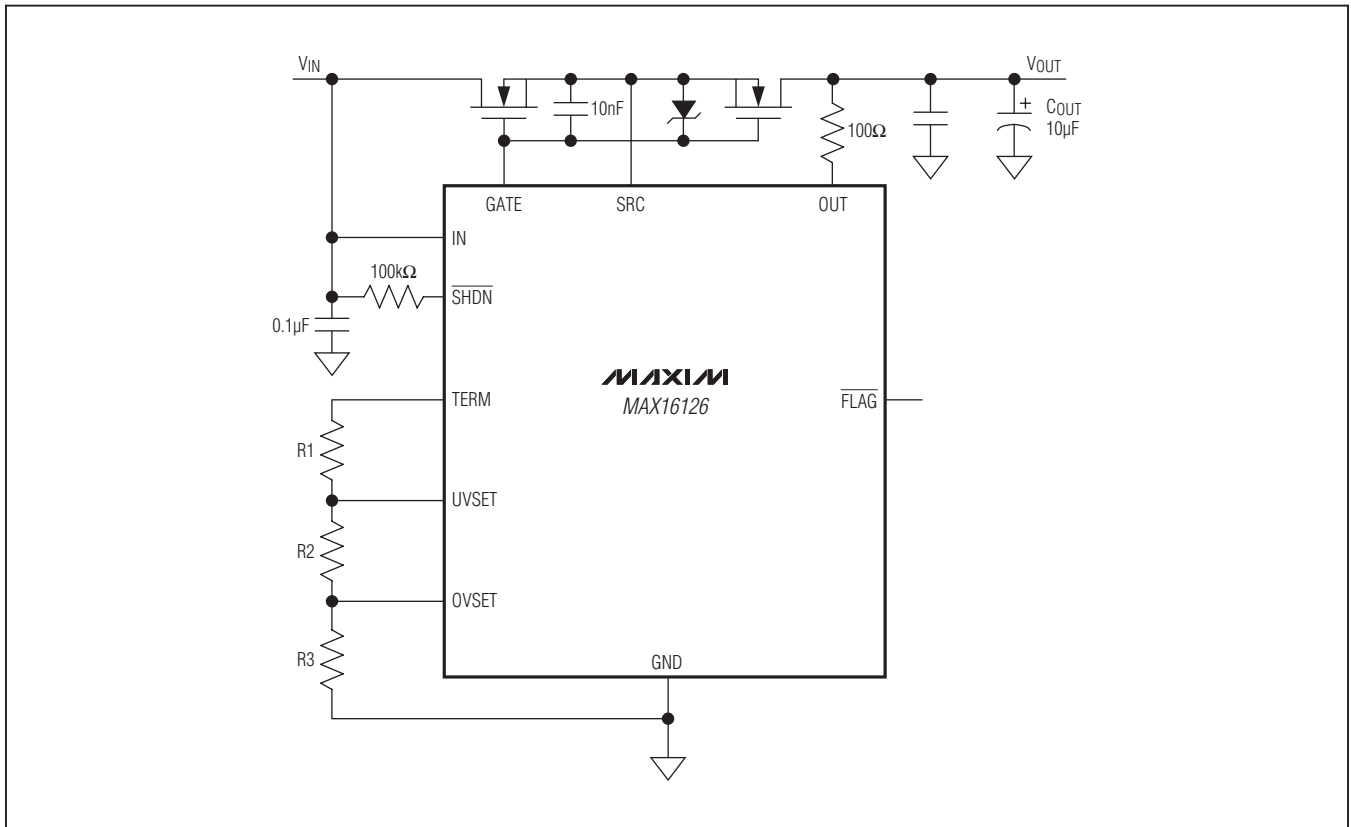 VIN
VOUT
10nF
100Ω
+
COUT
10µF
GATE
SRC
OUT
IN
100kΩ
SHDN
0.1µF
MAXIM
MAX16126
TERM
FLAG
R1
UVSET
R2
OVSET
R3
GND